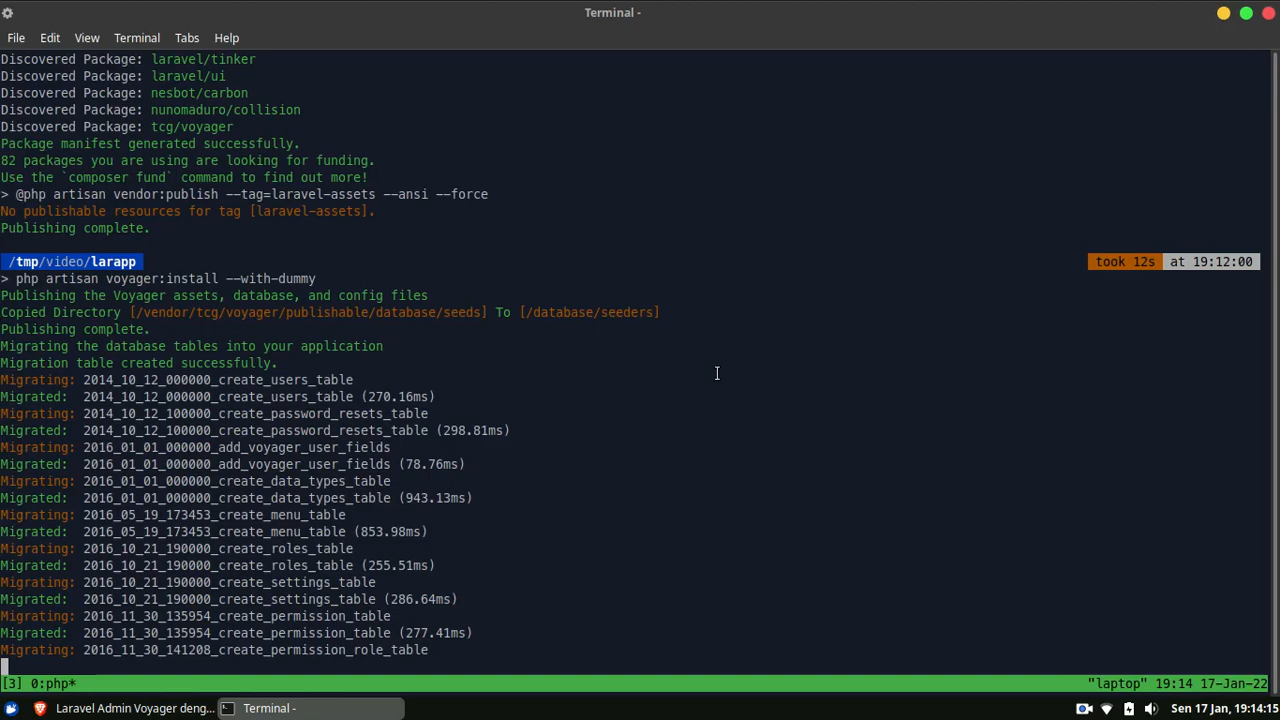 Terminal -
File Edit View Terminal Tabs Help
Discovered Package: laravel/tinker
Discovered Package: laravel/ui
Discovered Package: nesbot/carbon
Discovered Package: nunomaduro/collision
Discovered Package: tcg/voyager
Package manifest generated successfully.
82 packages you are using are looking for funding.
Use the `composer fund` command to find out more!
> @php artisan vendor:publish --tag=laravel-assets --ansi --force
No publishable resources for tag [laravel-assets].
Publishing complete.
/tmp/video/larapp took 12s at 19:12:00
> php artisan voyager:install --with-dummy
Publishing the Voyager assets, database, and config files
Copied Directory [/vendor/tcg/voyager/publishable/database/seeds] To [/database/seeders]
Publishing complete.
Migrating the database tables into your application
Migration table created successfully.
Migrating: 2014_10_12_000000_create_users_table
Migrated:  2014_10_12_000000_create_users_table (270.16ms)
Migrating: 2014_10_12_100000_create_password_resets_table
Migrated:  2014_10_12_100000_create_password_resets_table (298.81ms)
Migrating: 2016_01_01_000000_add_voyager_user_fields
Migrated:  2016_01_01_000000_add_voyager_user_fields (78.76ms)
Migrating: 2016_01_01_000000_create_data_types_table
Migrated:  2016_01_01_000000_create_data_types_table (943.13ms)
Migrating: 2016_05_19_173453_create_menu_table
Migrated:  2016_05_19_173453_create_menu_table (853.98ms)
Migrating: 2016_10_21_190000_create_roles_table
Migrated:  2016_10_21_190000_create_roles_table (255.51ms)
Migrating: 2016_10_21_190000_create_settings_table
Migrated:  2016_10_21_190000_create_settings_table (286.64ms)
Migrating: 2016_11_30_135954_create_permission_table
Migrated:  2016_11_30_135954_create_permission_table (277.41ms)
Migrating: 2016_11_30_141208_create_permission_role_table
[3] 0:php* "laptop" 19:14 17-Jan-22
Laravel Admin Voyager deng... Terminal - Sen 17 Jan, 19:14:15